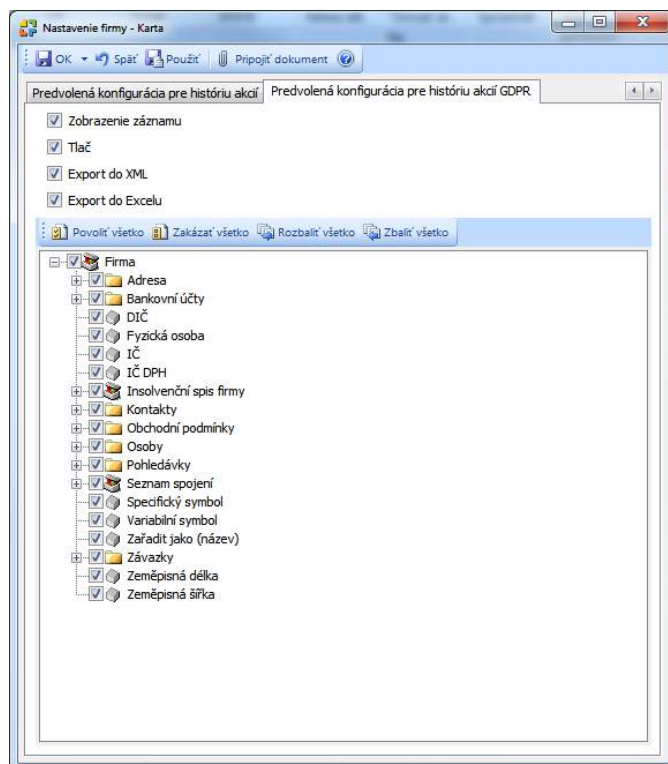 Nastavenie firmy - Karta
OK Späť Použiť Pripojiť dokument
Predvolená konfigurácia pre históriu akcií Predvolená konfigurácia pre históriu akcií GDPR
Zobrazenie záznamu
Tlač
Export do XML
Export do Excelu
Povoliť všetko Zakázať všetko Rozbaliť všetko Zbaliť všetko
Firma
Adresa
Bankovní účty
DIČ
Fyzická osoba
IČ
IČ DPH
Insolvenční spis firmy
Kontakty
Obchodní podmínky
Osoby
Pohledávky
Seznam spojení
Specifický symbol
Variabilní symbol
Zařadit jako (název)
Závazky
Zeměpisná délka
Zeměpisná šířka